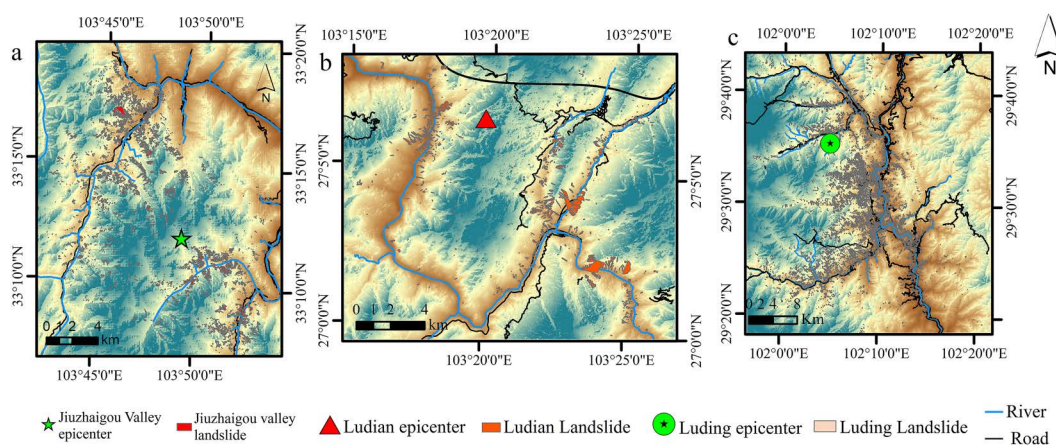 a
103°45'0"E 103°50'0"E
33°20'0"N
33°15'0"N
33°15'0"N
33°10'0"N
33°10'0"N
N
0 1 2 4
km
103°45'0"E 103°50'0"E
b
103°15'0"E 103°20'0"E 103°25'0"E
27°5'0"N
27°5'0"N
27°0'0"N
27°0'0"N
0 1 2 4
km
103°20'0"E 103°25'0"E
c
102°0'0"E 102°10'0"E 102°20'0"E
N
29°40'0"N
29°40'0"N
29°30'0"N
29°30'0"N
29°20'0"N
29°20'0"N
0 2 4 8
km
102°0'0"E 102°10'0"E 102°20'0"E
Jiuzhaigou Valley
epicenter
Jiuzhaigou valley
landslide
Ludian epicenter
Ludian Landslide
Luding epicenter
Luding Landslide
River
Road